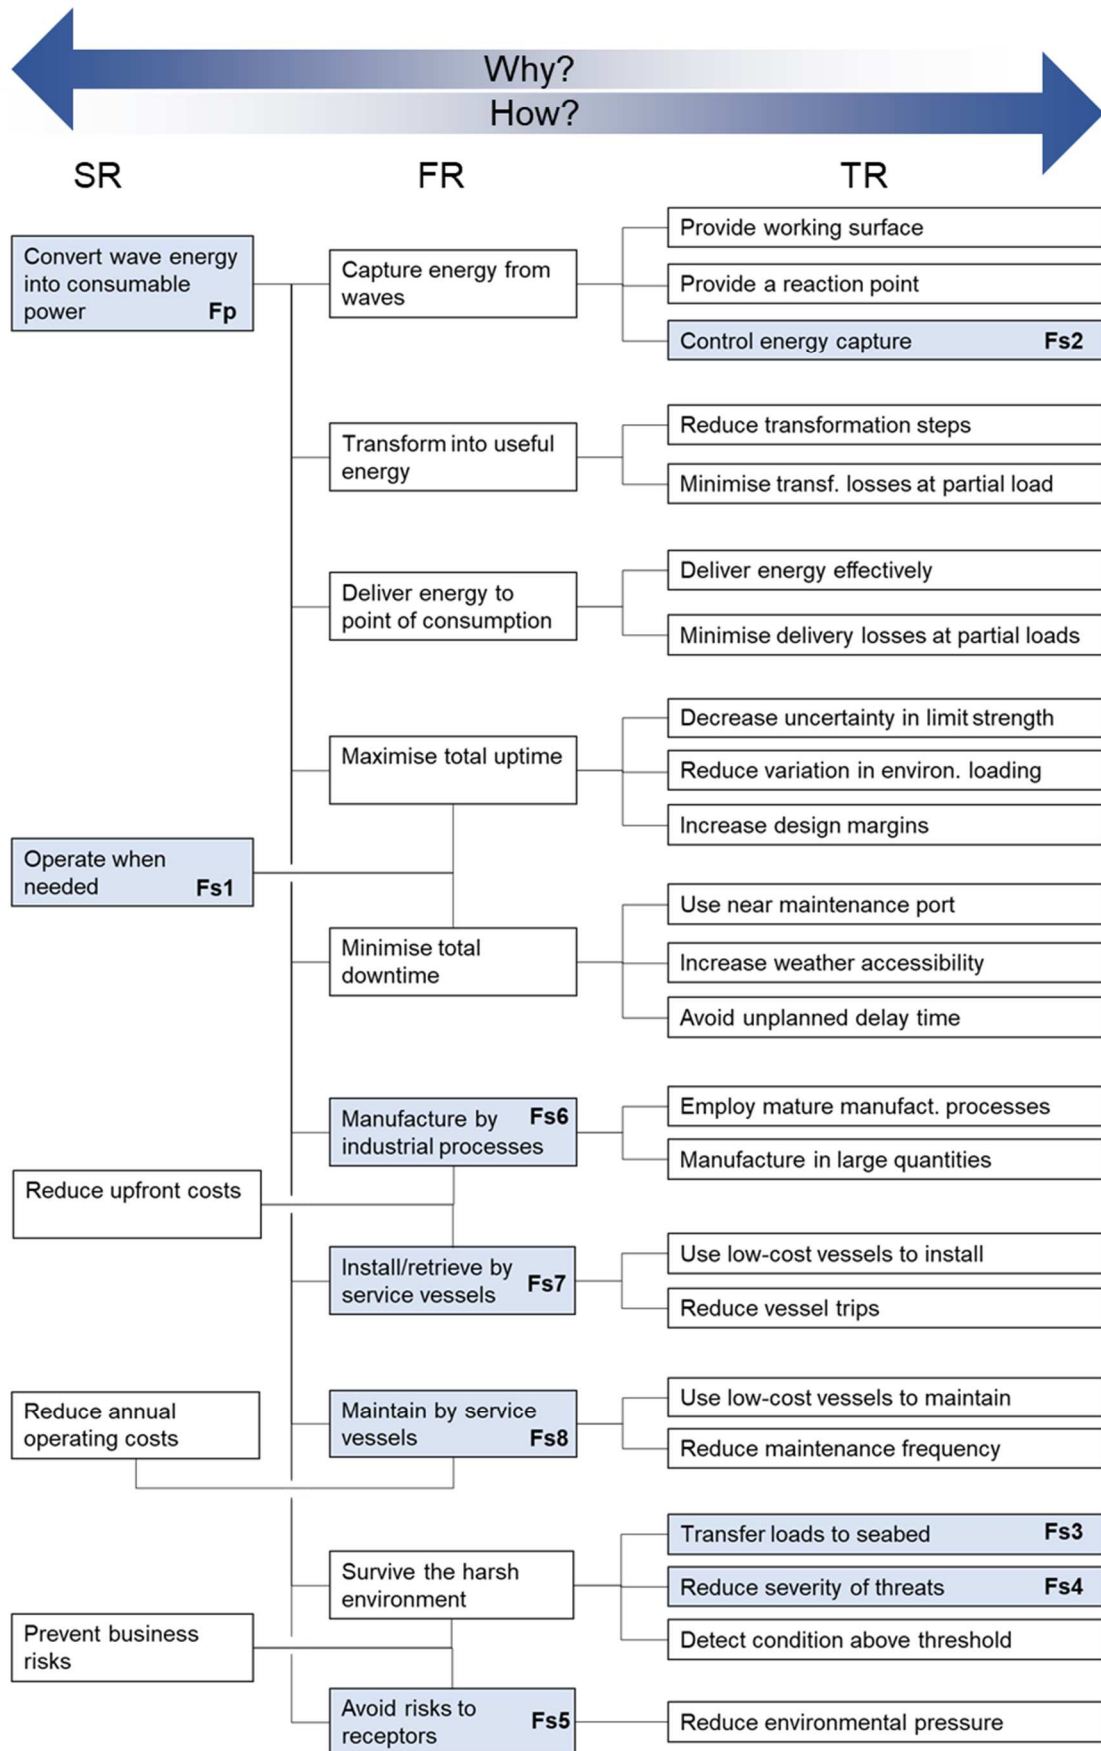 Why?
How?
SR
FR
TR
Convert wave energy
into consumable
power Fp
Capture energy from
waves
Provide working surface
Provide a reaction point
Control energy capture Fs2
Transform into useful
energy
Reduce transformation steps
Minimise transf. losses at partial load
Deliver energy to
point of consumption
Deliver energy effectively
Minimise delivery losses at partial loads
Maximise total uptime
Decrease uncertainty in limit strength
Reduce variation in environ. loading
Increase design margins
Operate when
needed Fs1
Minimise total
downtime
Use near maintenance port
Increase weather accessibility
Avoid unplanned delay time
Manufacture by Fs6
industrial processes
Employ mature manufact. processes
Manufacture in large quantities
Reduce upfront costs
Install/retrieve by
service vessels Fs7
Use low-cost vessels to install
Reduce vessel trips
Reduce annual
operating costs
Maintain by service
vessels Fs8
Use low-cost vessels to maintain
Reduce maintenance frequency
Survive the harsh
environment
Transfer loads to seabed Fs3
Reduce severity of threats Fs4
Detect condition above threshold
Prevent business
risks
Avoid risks to
receptors Fs5
Reduce environmental pressure